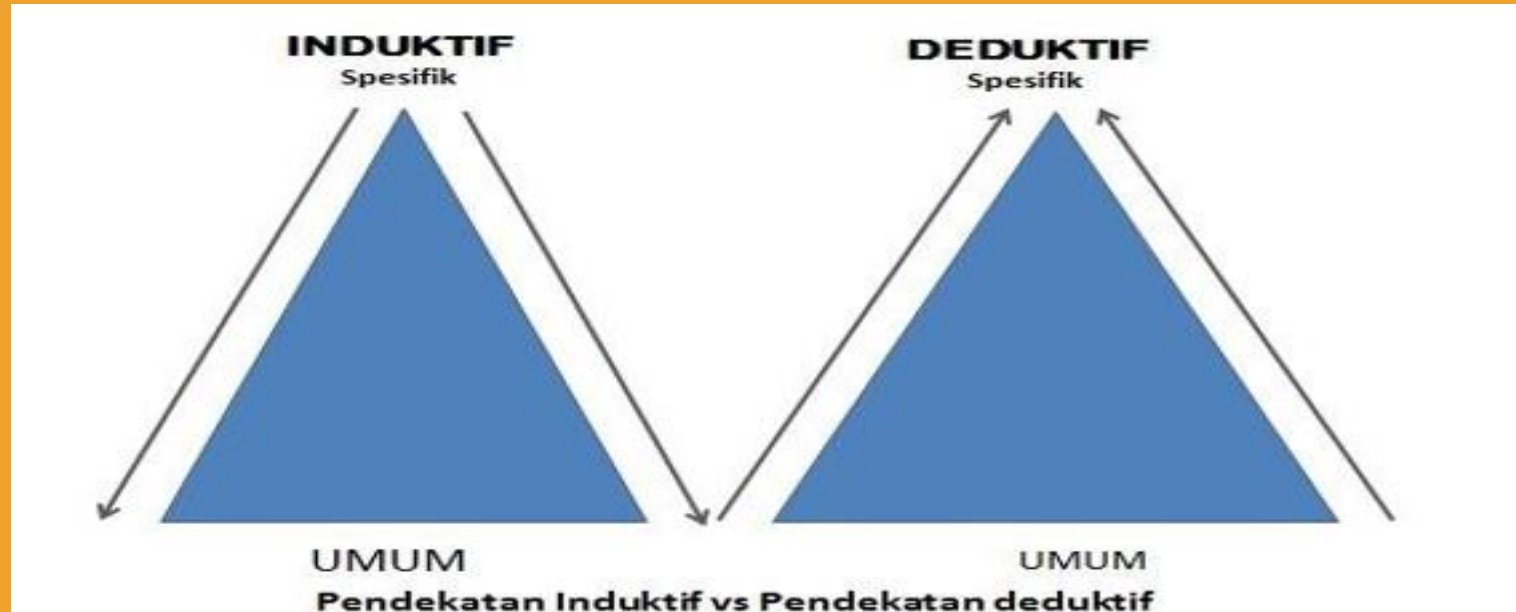 INDUKTIF
Spesifik
DEDUKTIF
Spesifik
UMUM
UMUM
Pendekatan Induktif vs Pendekatan deduktif